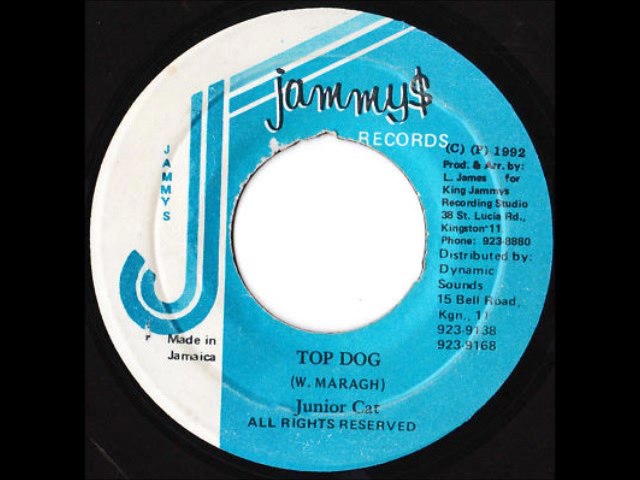 jammy$
RECORDS
JAMMYS
(C) (P) 1992
Prod. & Arr. by:
L. James for
King Jammys
Recording Studio
38 St. Lucia Rd.,
Kingston 11
Phone: 923-8880
Distributed by:
Dynamic
Sounds
15 Bell Road,
Kgn., 11
923-9138
923-9168
Made in
Jamaica
TOP DOG
(W. MARAGH)
Junior Cat
ALL RIGHTS RESERVED